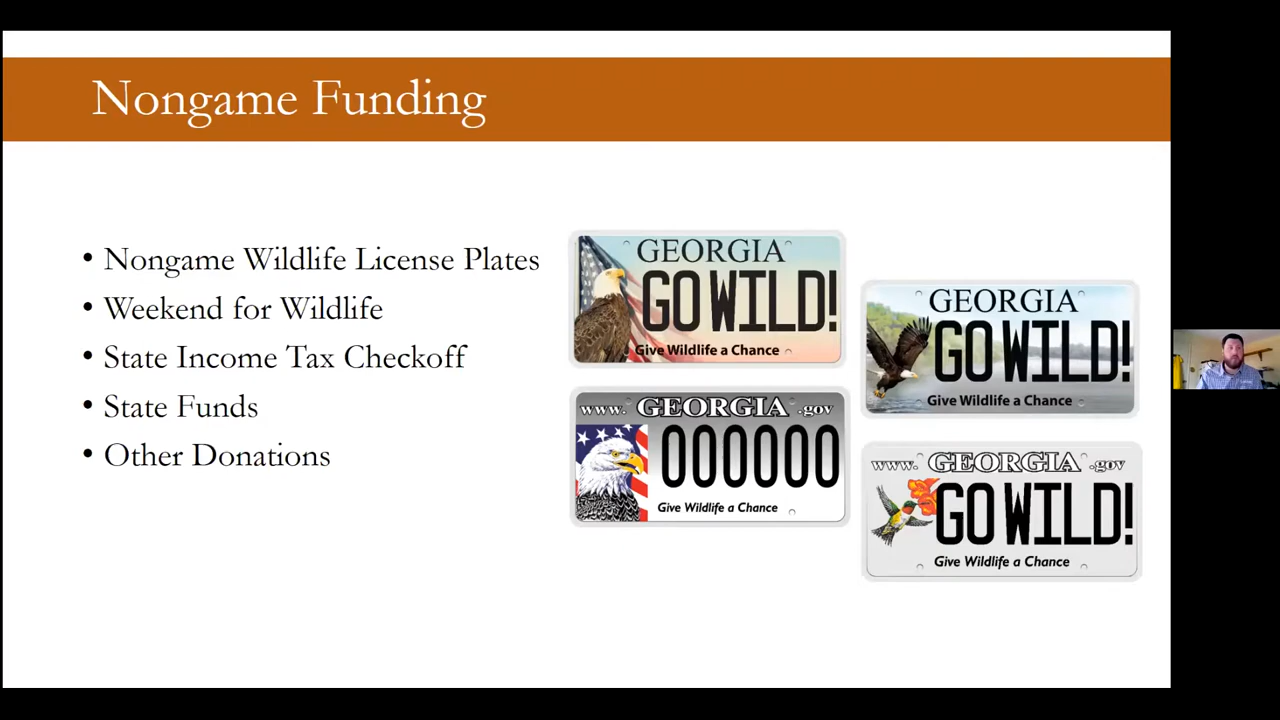 Nongame Funding
• Nongame Wildlife License Plates
• Weekend for Wildlife
• State Income Tax Checkoff
• State Funds
• Other Donations
GEORGIA
GO WILD!
Give Wildlife a Chance
GEORGIA
GO WILD!
Give Wildlife a Chance
www. GEORGIA .gov
000000
Give Wildlife a Chance
www. GEORGIA .gov
GO WILD!
Give Wildlife a Chance